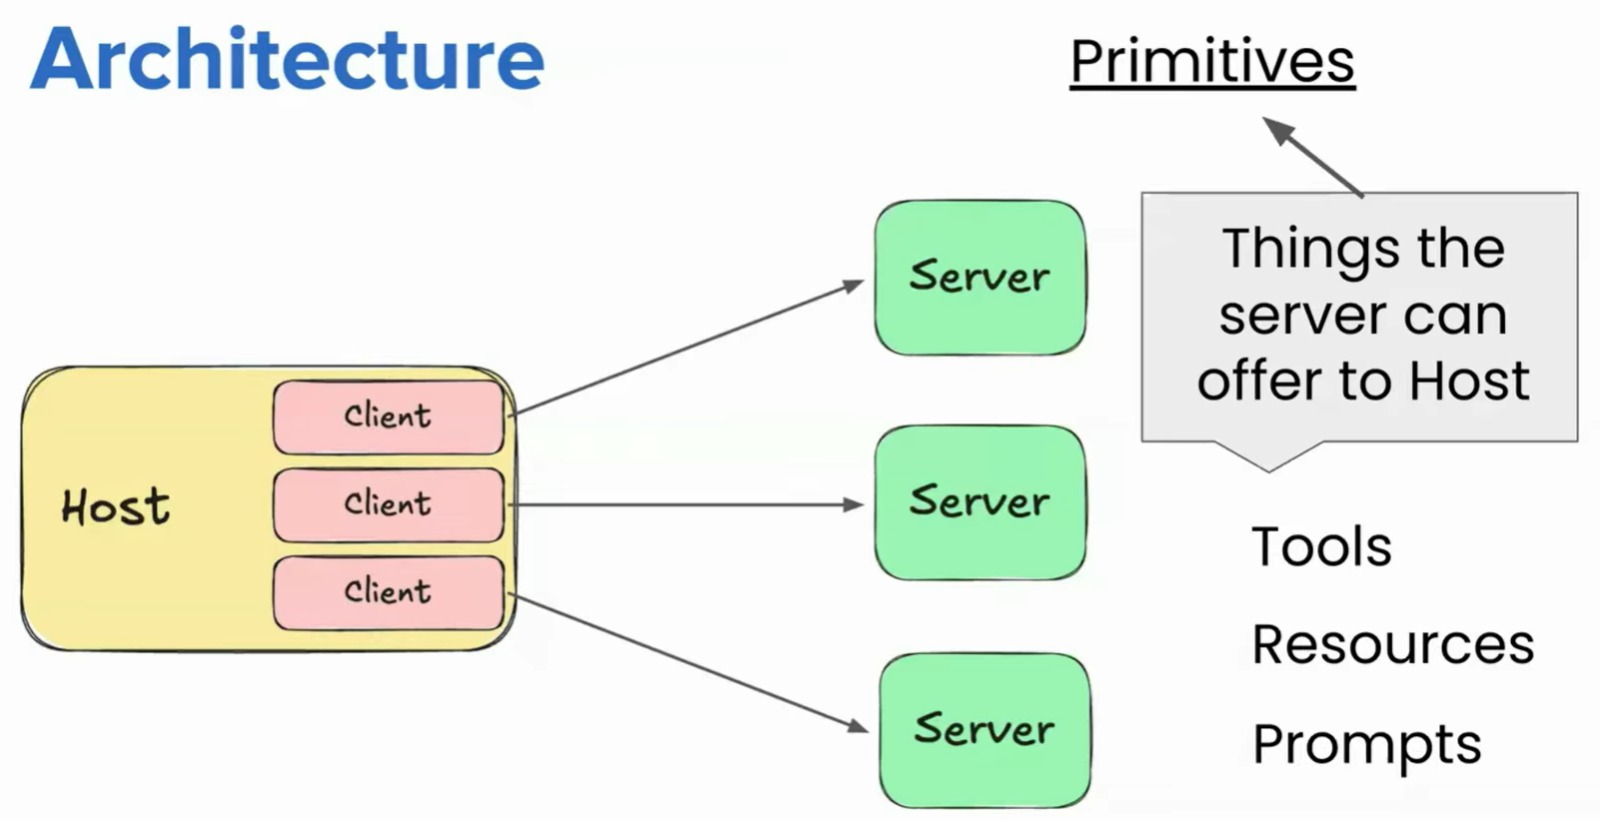 Architecture
Primitives
Things the
server can
offer to Host
Host
Client
Client
Client
Server
Server
Server
Tools
Resources
Prompts